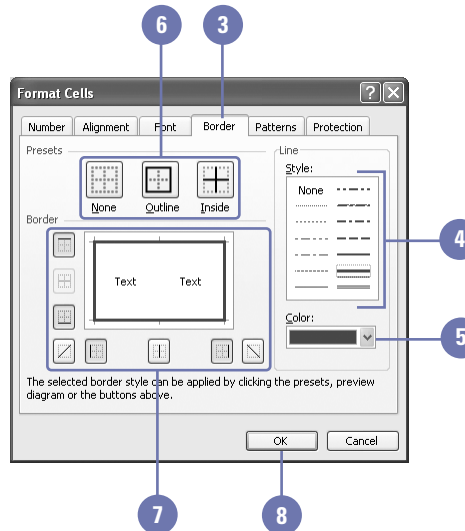 6
3
Format Cells
Number Alignment Font Border Patterns Protection
Presets
None Outline Inside
Border
Text Text
Line
Style:
None
4
Color:
5
The selected border style can be applied by clicking the presets, preview
diagram or the buttons above.
OK Cancel
7
8